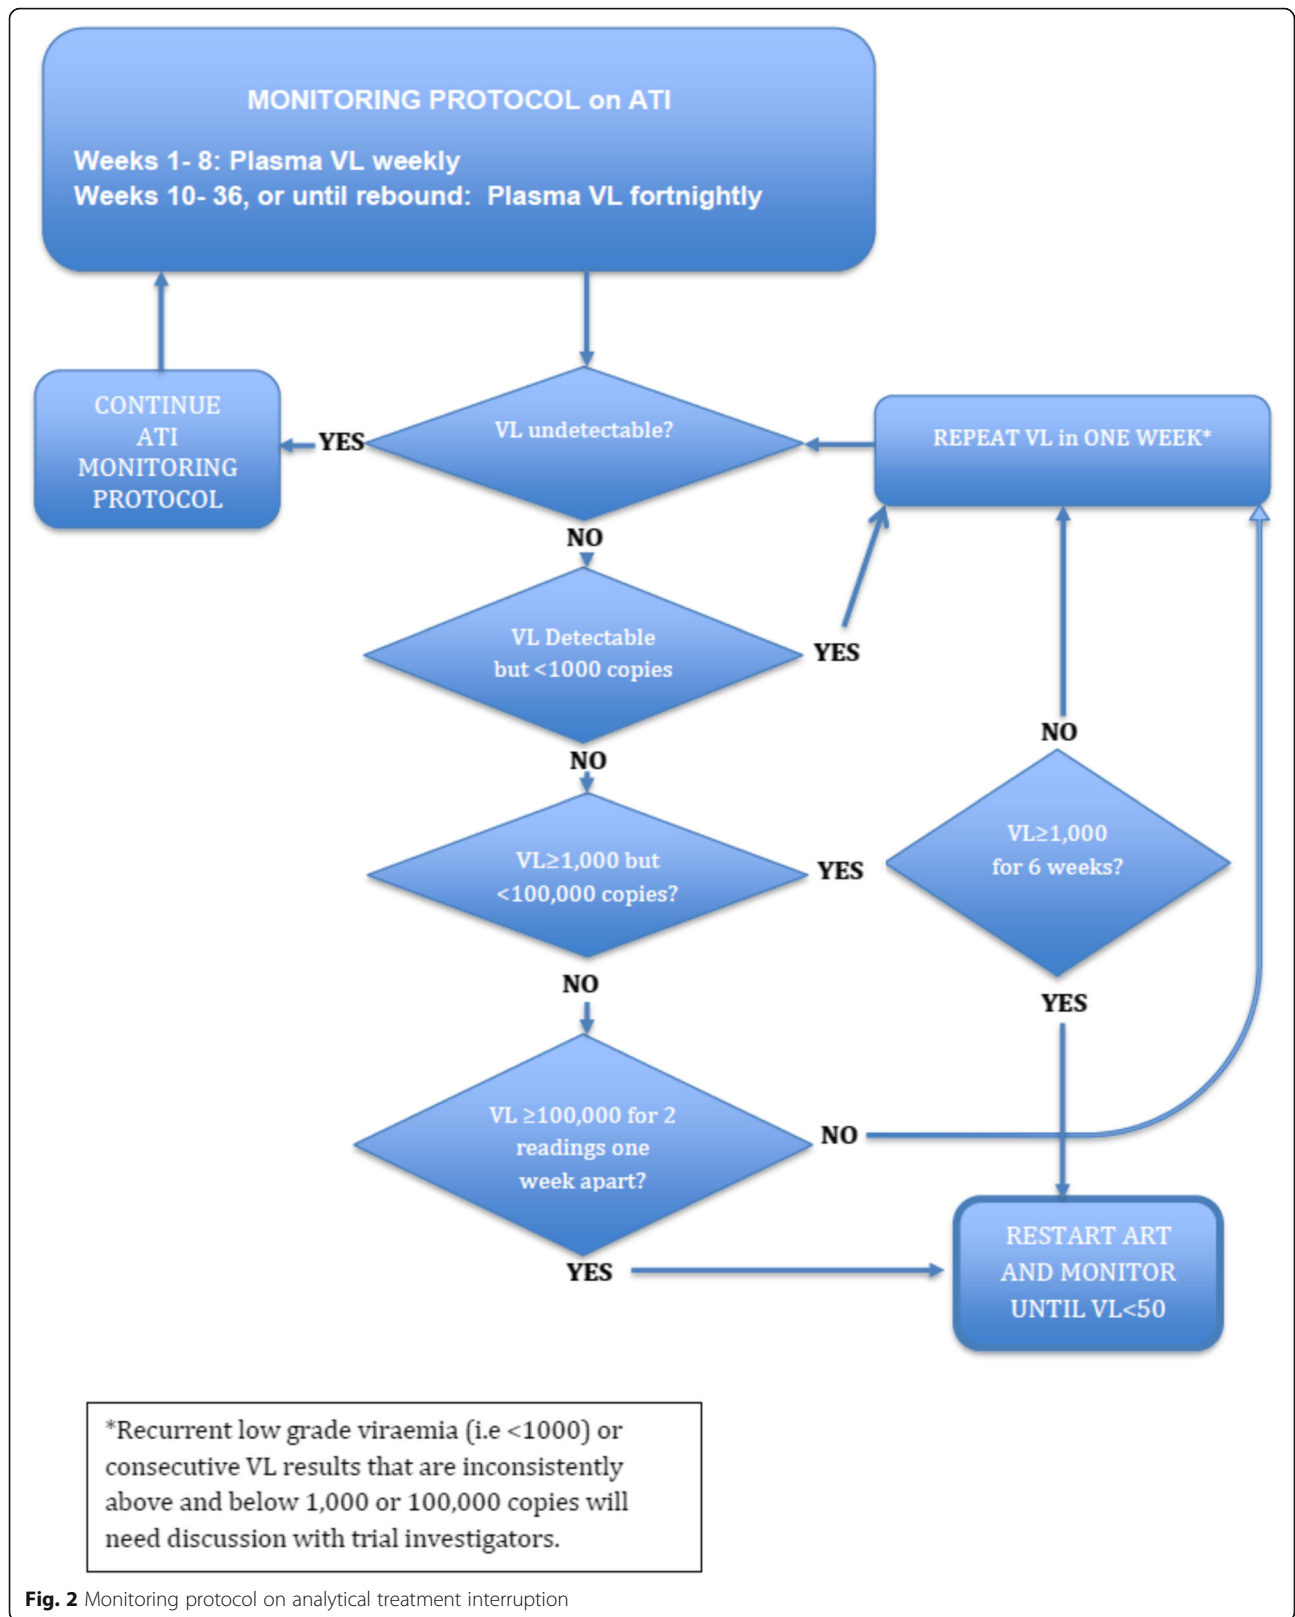 MONITORING PROTOCOL on ATI
Weeks 1- 8: Plasma VL weekly
Weeks 10- 36, or until rebound: Plasma VL fortnightly
CONTINUE
ATI
MONITORING
PROTOCOL
YES
VL undetectable?
REPEAT VL in ONE WEEK*
NO
VL Detectable
but <1000 copies
YES
NO
NO
VL≥1,000 but
<100,000 copies?
YES
VL≥1,000
for 6 weeks?
NO
YES
VL ≥100,000 for 2
readings one
week apart?
NO
YES
RESTART ART
AND MONITOR
UNTIL VL<50
*Recurrent low grade viraemia (i.e <1000) or
consecutive VL results that are inconsistently
above and below 1,000 or 100,000 copies will
need discussion with trial investigators.
Fig. 2 Monitoring protocol on analytical treatment interruption